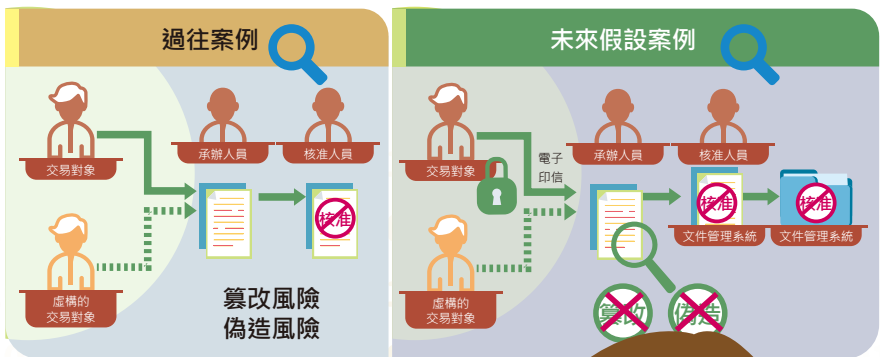 過往案例
交易對象
承辦人員
核准人員
核准
虛構的
交易對象
篡改風險
偽造風險
未來假設案例
交易對象
電子
印信
承辦人員
核准人員
核准
核准
文件管理系統
文件管理系統
虛構的
交易對象
篡改
偽造